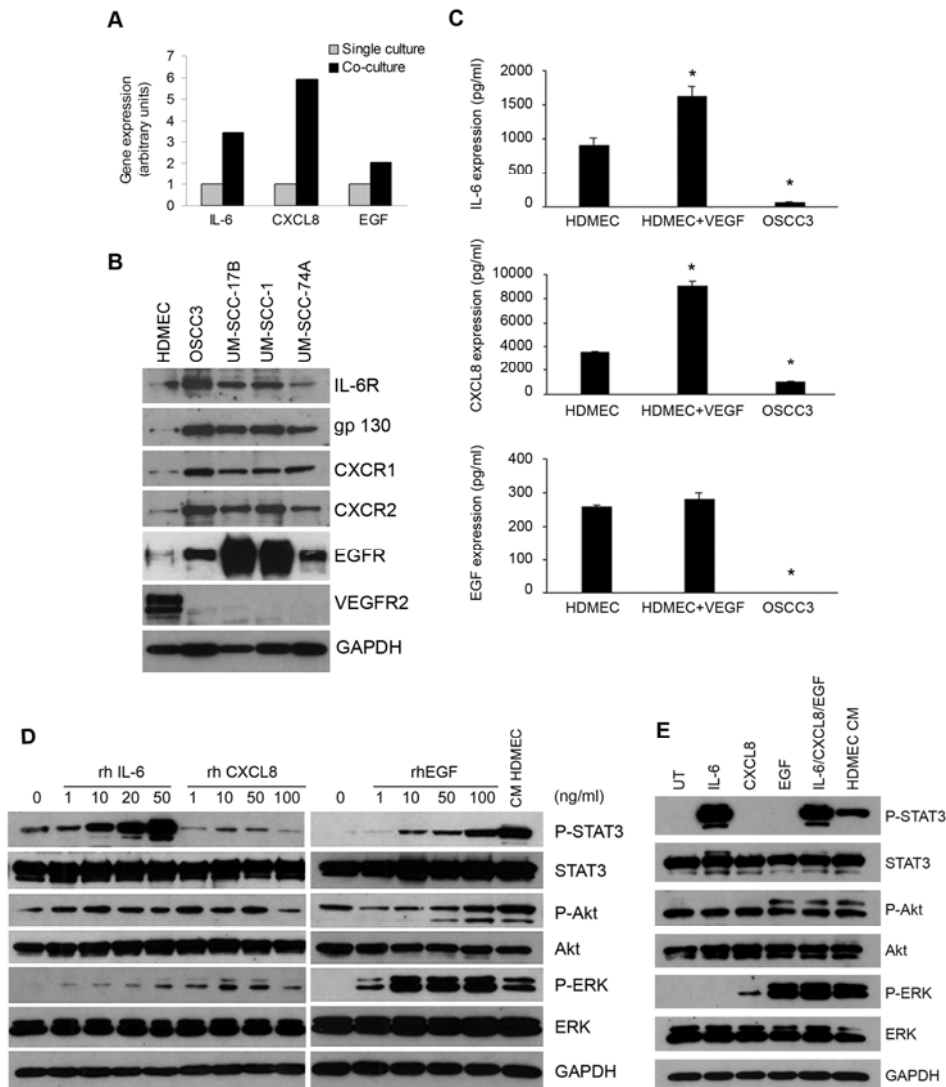 A
Single culture
Co-culture
Gene expression
(arbitrary units)
7
6
5
4
3
2
1
0
IL-6 CXCL8 EGF
B
HDMEC
OSCC3
UM-SCC-17B
UM-SCC-1
UM-SCC-74A
IL-6R
gp 130
CXCR1
CXCR2
EGFR
VEGFR2
GAPDH
C
IL-6 expression (pg/ml)
2000
1500
1000
500
0
*
*
HDMEC HDMEC+VEGF OSCC3
CXCL8 expression (pg/ml)
10000
8000
6000
4000
2000
0
*
*
HDMEC HDMEC+VEGF OSCC3
EGF expression (pg/ml)
400
300
200
100
0
*
HDMEC HDMEC+VEGF OSCC3
D
rh IL-6 rh CXCL8 rhEGF CM HDMEC
0 1 10 20 50 1 10 50 100 0 1 10 50 100 (ng/ml)
P-STAT3
STAT3
P-Akt
Akt
P-ERK
ERK
GAPDH
E
UT
IL-6
CXCL8
EGF
IL-6/CXCL8/EGF
HDMEC CM
P-STAT3
STAT3
P-Akt
Akt
P-ERK
ERK
GAPDH